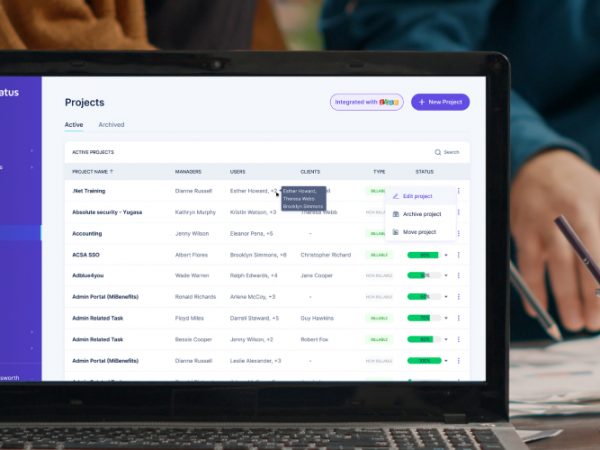 atus
Projects
Integrated with
+ New Project
Active Archived
ACTIVE PROJECTS
Search
PROJECT NAME ↑ MANAGERS USERS CLIENTS TYPE STATUS
.Net Training Dianne Russell Esther Howard, +2
Esther Howard,
Theresa Webb
Brooklyn Simmons
BILLABLE
Edit project
Archive project
Move project
Absolute security - Yugasa Kathryn Murphy Kristin Watson, +3 Theresa Webb
Accounting Jenny Wilson Eleanor Pena, +5 -
ACSA SSO Albert Flores Brooklyn Simmons, +6 Christopher Richard BILLABLE
Adblue4you Wade Warren Ralph Edwards, +4 Jane Cooper NON BILLABLE
Admin Portal (MiBenefits) Ronald Richards Arlene McCoy, +3 - NON BILLABLE
Admin Related Task Floyd Miles Darrell Steward, +5 Guy Hawkins BILLABLE
Admin Related Task Bessie Cooper Jenny Wilson, +2 Robert Fox BILLABLE
Admin Portal (MiBenefits) Dianne Russell Leslie Alexander, +3 - NON BILLABLE 100%
sworth